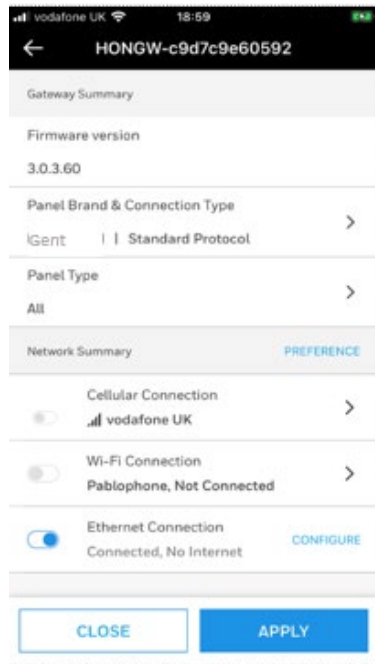 vodafone UK 18:59
HONGW-c9d7c9e60592
Gateway Summary
Firmware version
3.0.3.60
Panel Brand & Connection Type
Gent | | Standard Protocol
Panel Type
All
Network Summary PREFERENCE
Cellular Connection
vodafone UK
Wi-Fi Connection
Pablophone, Not Connected
Ethernet Connection
Connected, No Internet
CONFIGURE
CLOSE APPLY